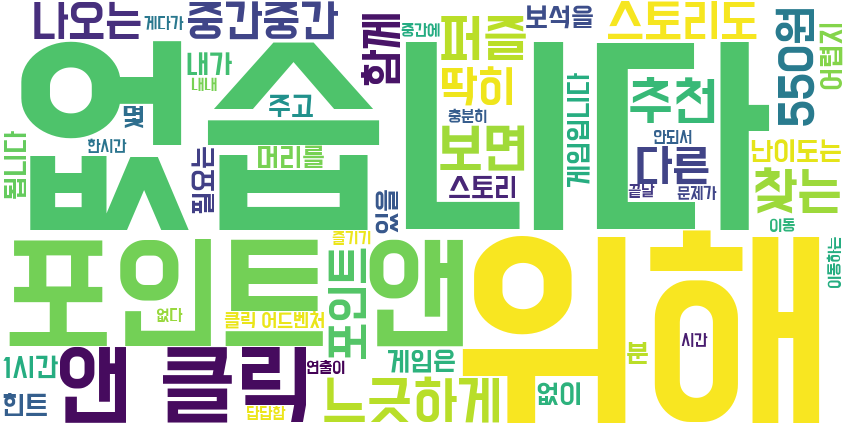 나오는
게다가
중간중간
함께
중간에
퍼즐
보석을
스토리도
550원
어렵지
없습니다
내가
내내
딱히
게임입니다
추천
몇
주고
충분히
한시간
머리를
보면
안되서
다른
난이도는
됩니다
필요는
스토리
끝날
문제가
찾는
있을
이동
포인트 앤
위해
즐기기
포인트
이동하는
없다
클릭 어드벤처
시간
1시간
앤 클릭
연출이
게임은
분
느긋하게
없이
힌트
답답함